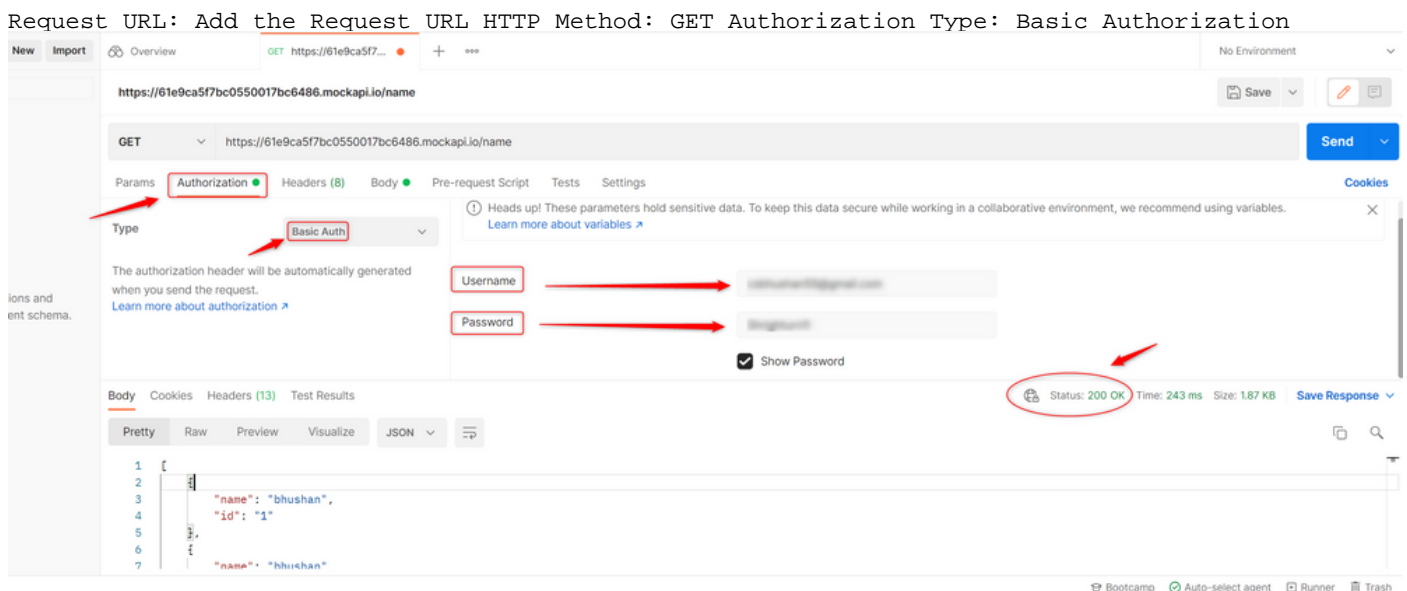 Request URL: Add the Request URL HTTP Method: GET Authorization Type: Basic Authorization
New Import Overview GET https://61e9ca5f7... + ooo No Environment
https://61e9ca5f7bc0550017bc6486.mockapi.io/name Save
GET https://61e9ca5f7bc0550017bc6486.mockapi.io/name Send
Params Authorization Headers (8) Body Pre-request Script Tests Settings Cookies
Heads up! These parameters hold sensitive data. To keep this data secure while working in a collaborative environment, we recommend using variables.
Learn more about variables ↗
Type Basic Auth
The authorization header will be automatically generated
when you send the request.
Learn more about authorization ↗
ions and
ent schema.
Username
Password
Show Password
Body Cookies Headers (13) Test Results Status: 200 OK Time: 243 ms Size: 1.87 KB Save Response
Pretty Raw Preview Visualize JSON
1 [
2 {
3 "name": "bhushan",
4 "id": "1"
5 },
6 {
7 "name": "bhushan"
Bootcamp Auto-select agent Runner Trash